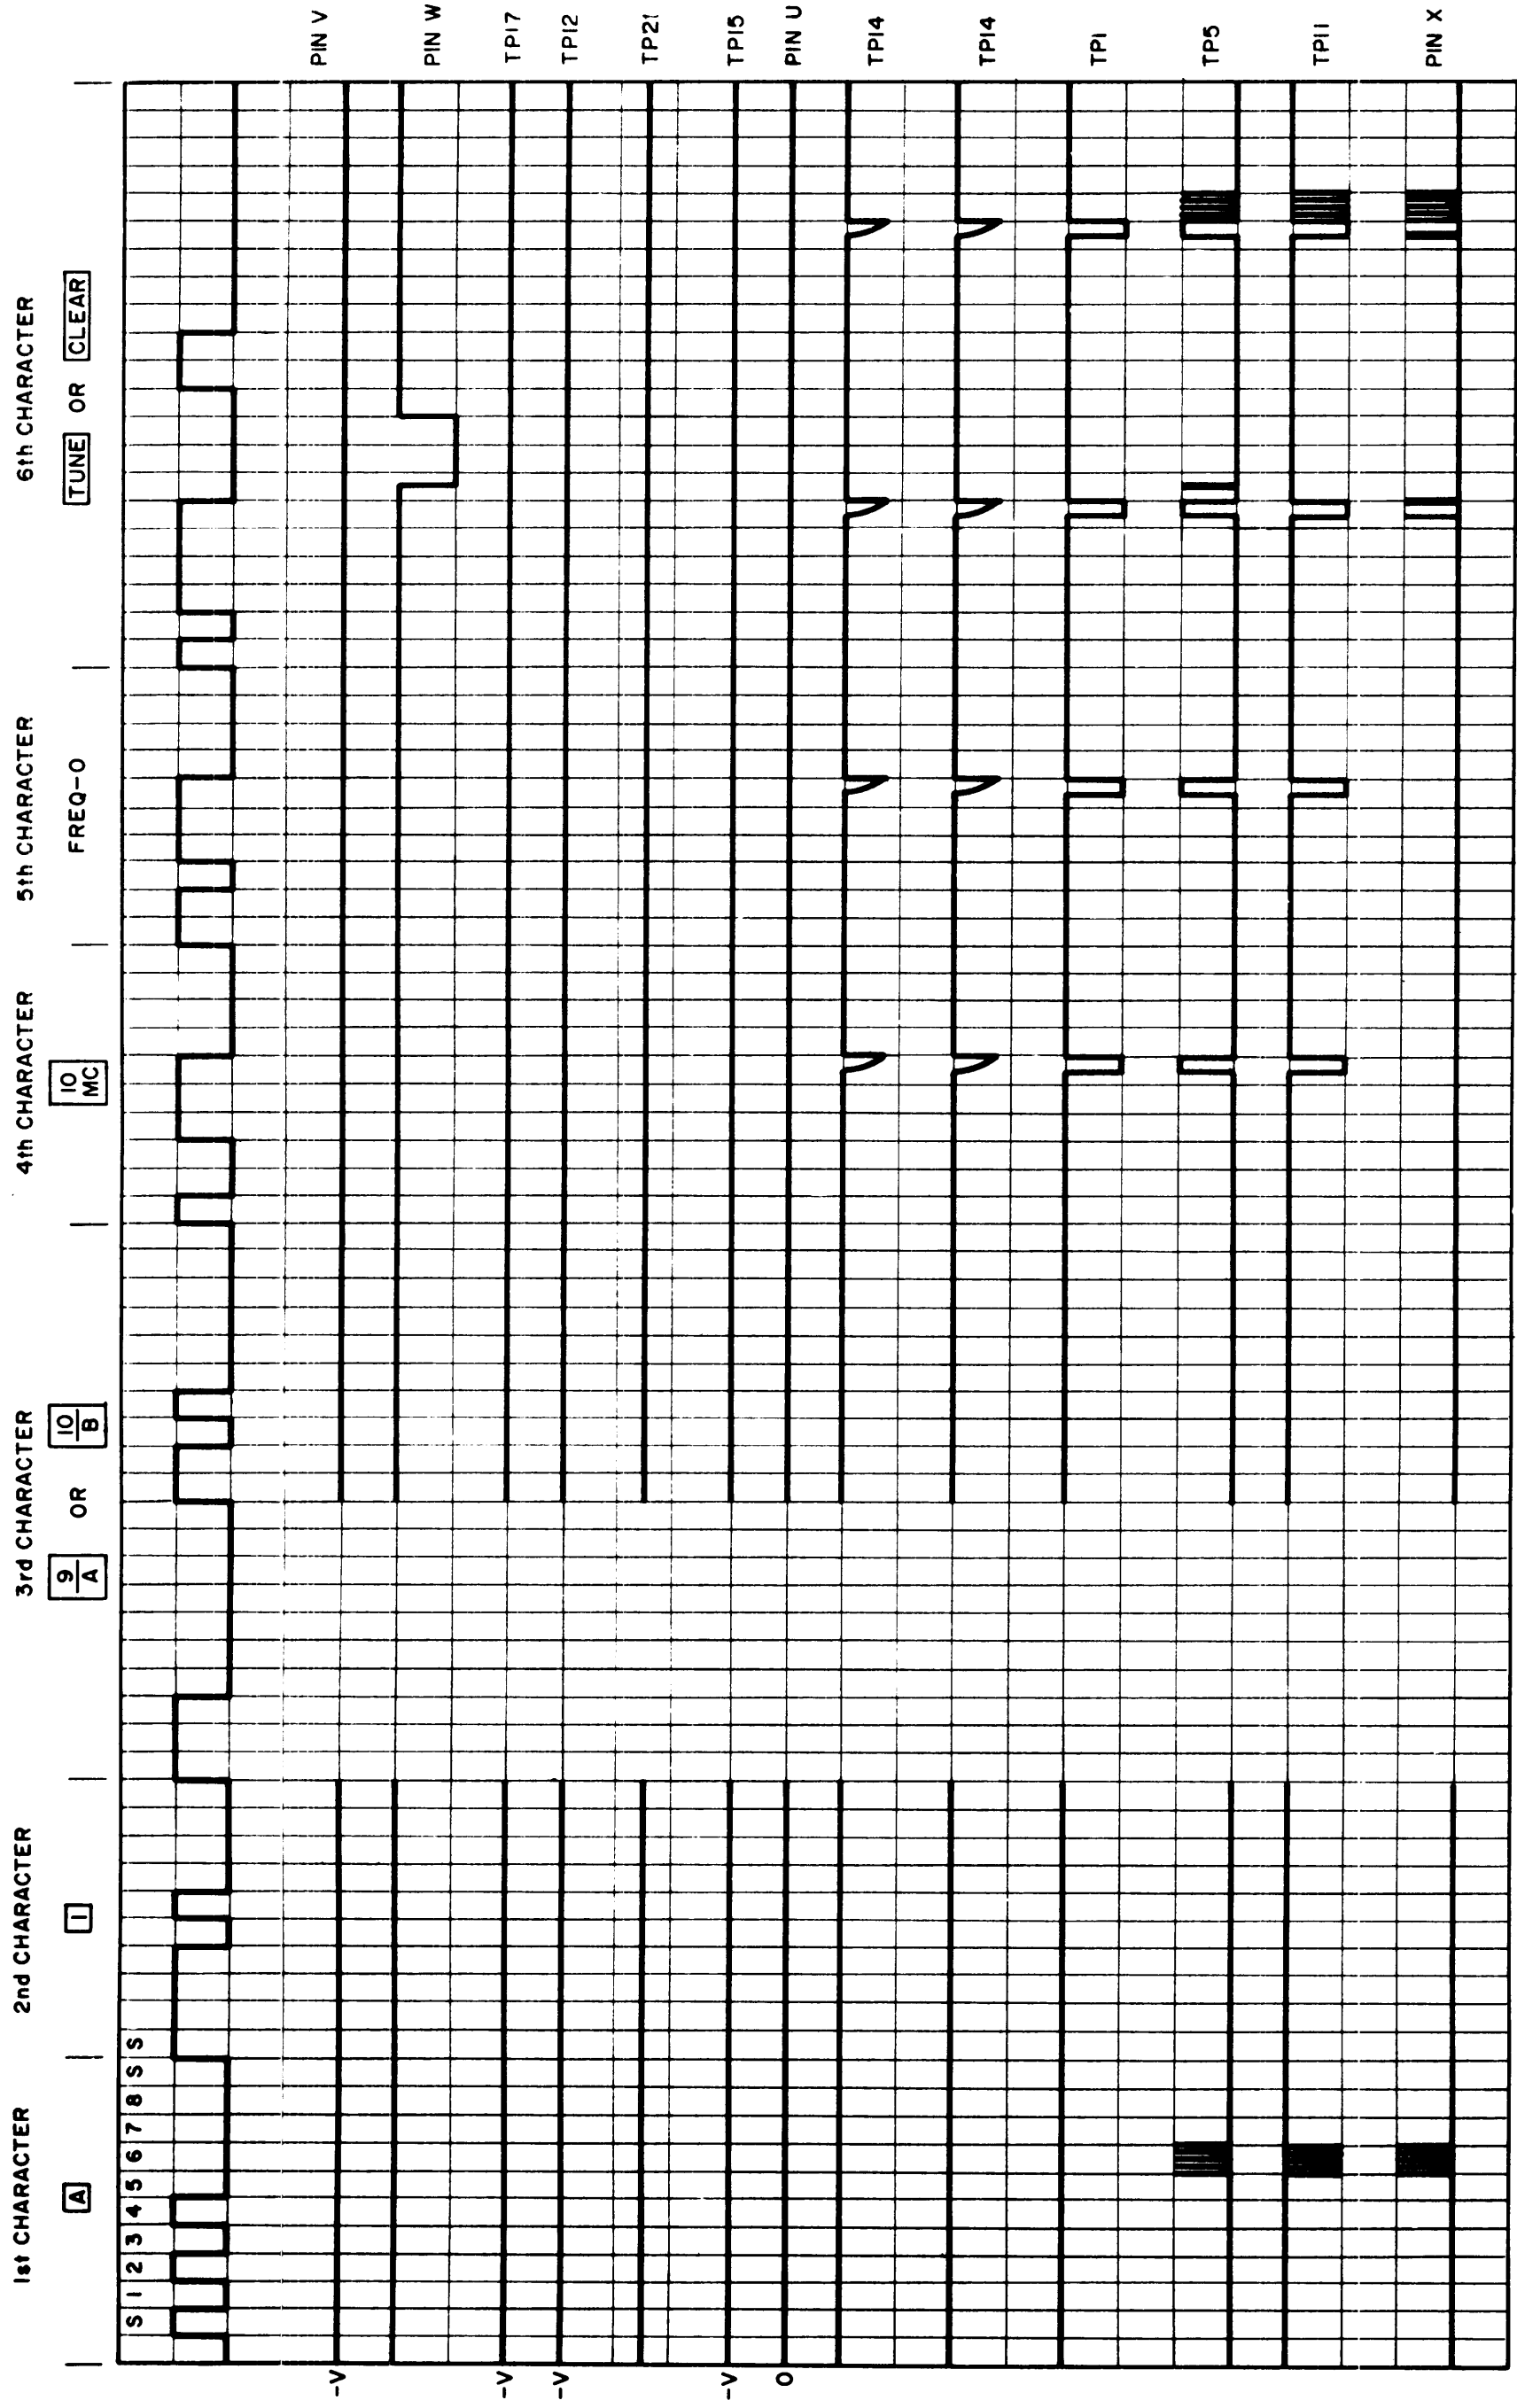 1st CHARACTER
2nd CHARACTER
3rd CHARACTER
4th CHARACTER
5th CHARACTER
6th CHARACTER
A
1
9/A OR 10/B
10 MC
FREQ-0
TUNE OR CLEAR
S 1 2 3 4 5 6 7 8 S S
-V PIN V
PIN W
-V TP17
-V TP12
TP21
-V TP15
0 PIN U
TP14
TP14
TP1
TP5
TP11
PIN X